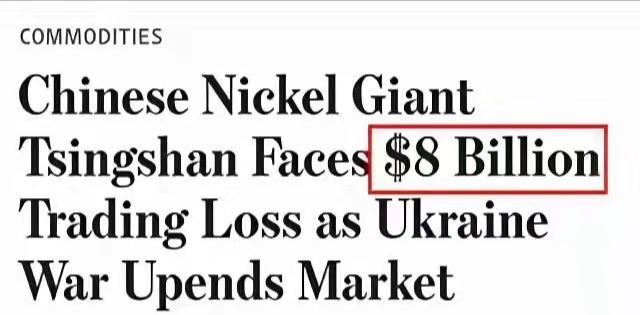 COMMODITIES
Chinese Nickel Giant
Tsingshan Faces $8 Billion
Trading Loss as Ukraine
War Upends Market